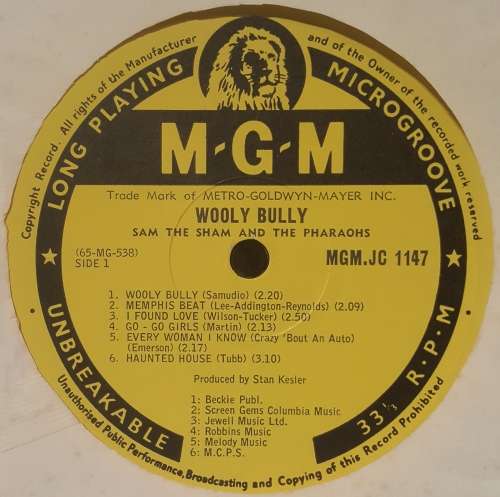 Copyright Record. All rights of the Manufacturer and of the Owner of the recorded work reserved
LONG PLAYING MICROGROOVE
M-G-M
Trade Mark of METRO-GOLDWYN-MAYER INC.
WOOLY BULLY
SAM THE SHAM AND THE PHARAOHS
(65-MG-538)
SIDE 1
MGM.JC 1147
1. WOOLY BULLY (Samudio) (2.20)
2. MEMPHIS BEAT (Lee-Addington-Reynolds) (2.09)
3. I FOUND LOVE (Wilson-Tucker) (2.50)
4. GO - GO GIRLS (Martin) (2.13)
5. EVERY WOMAN I KNOW (Crazy 'Bout An Auto)
(Emerson) (2.17)
6. HAUNTED HOUSE (Tubb) (3.10)
Produced by Stan Kesler
1: Beckie Publ.
2: Screen Gems Columbia Music
3: Jewell Music Ltd.
4: Robbins Music
5: Melody Music
6: M.C.P.S.
UNBREAKABLE
33⅓ R·P·M
Unauthorised Public Performance, Broadcasting and Copying of this Record Prohibited